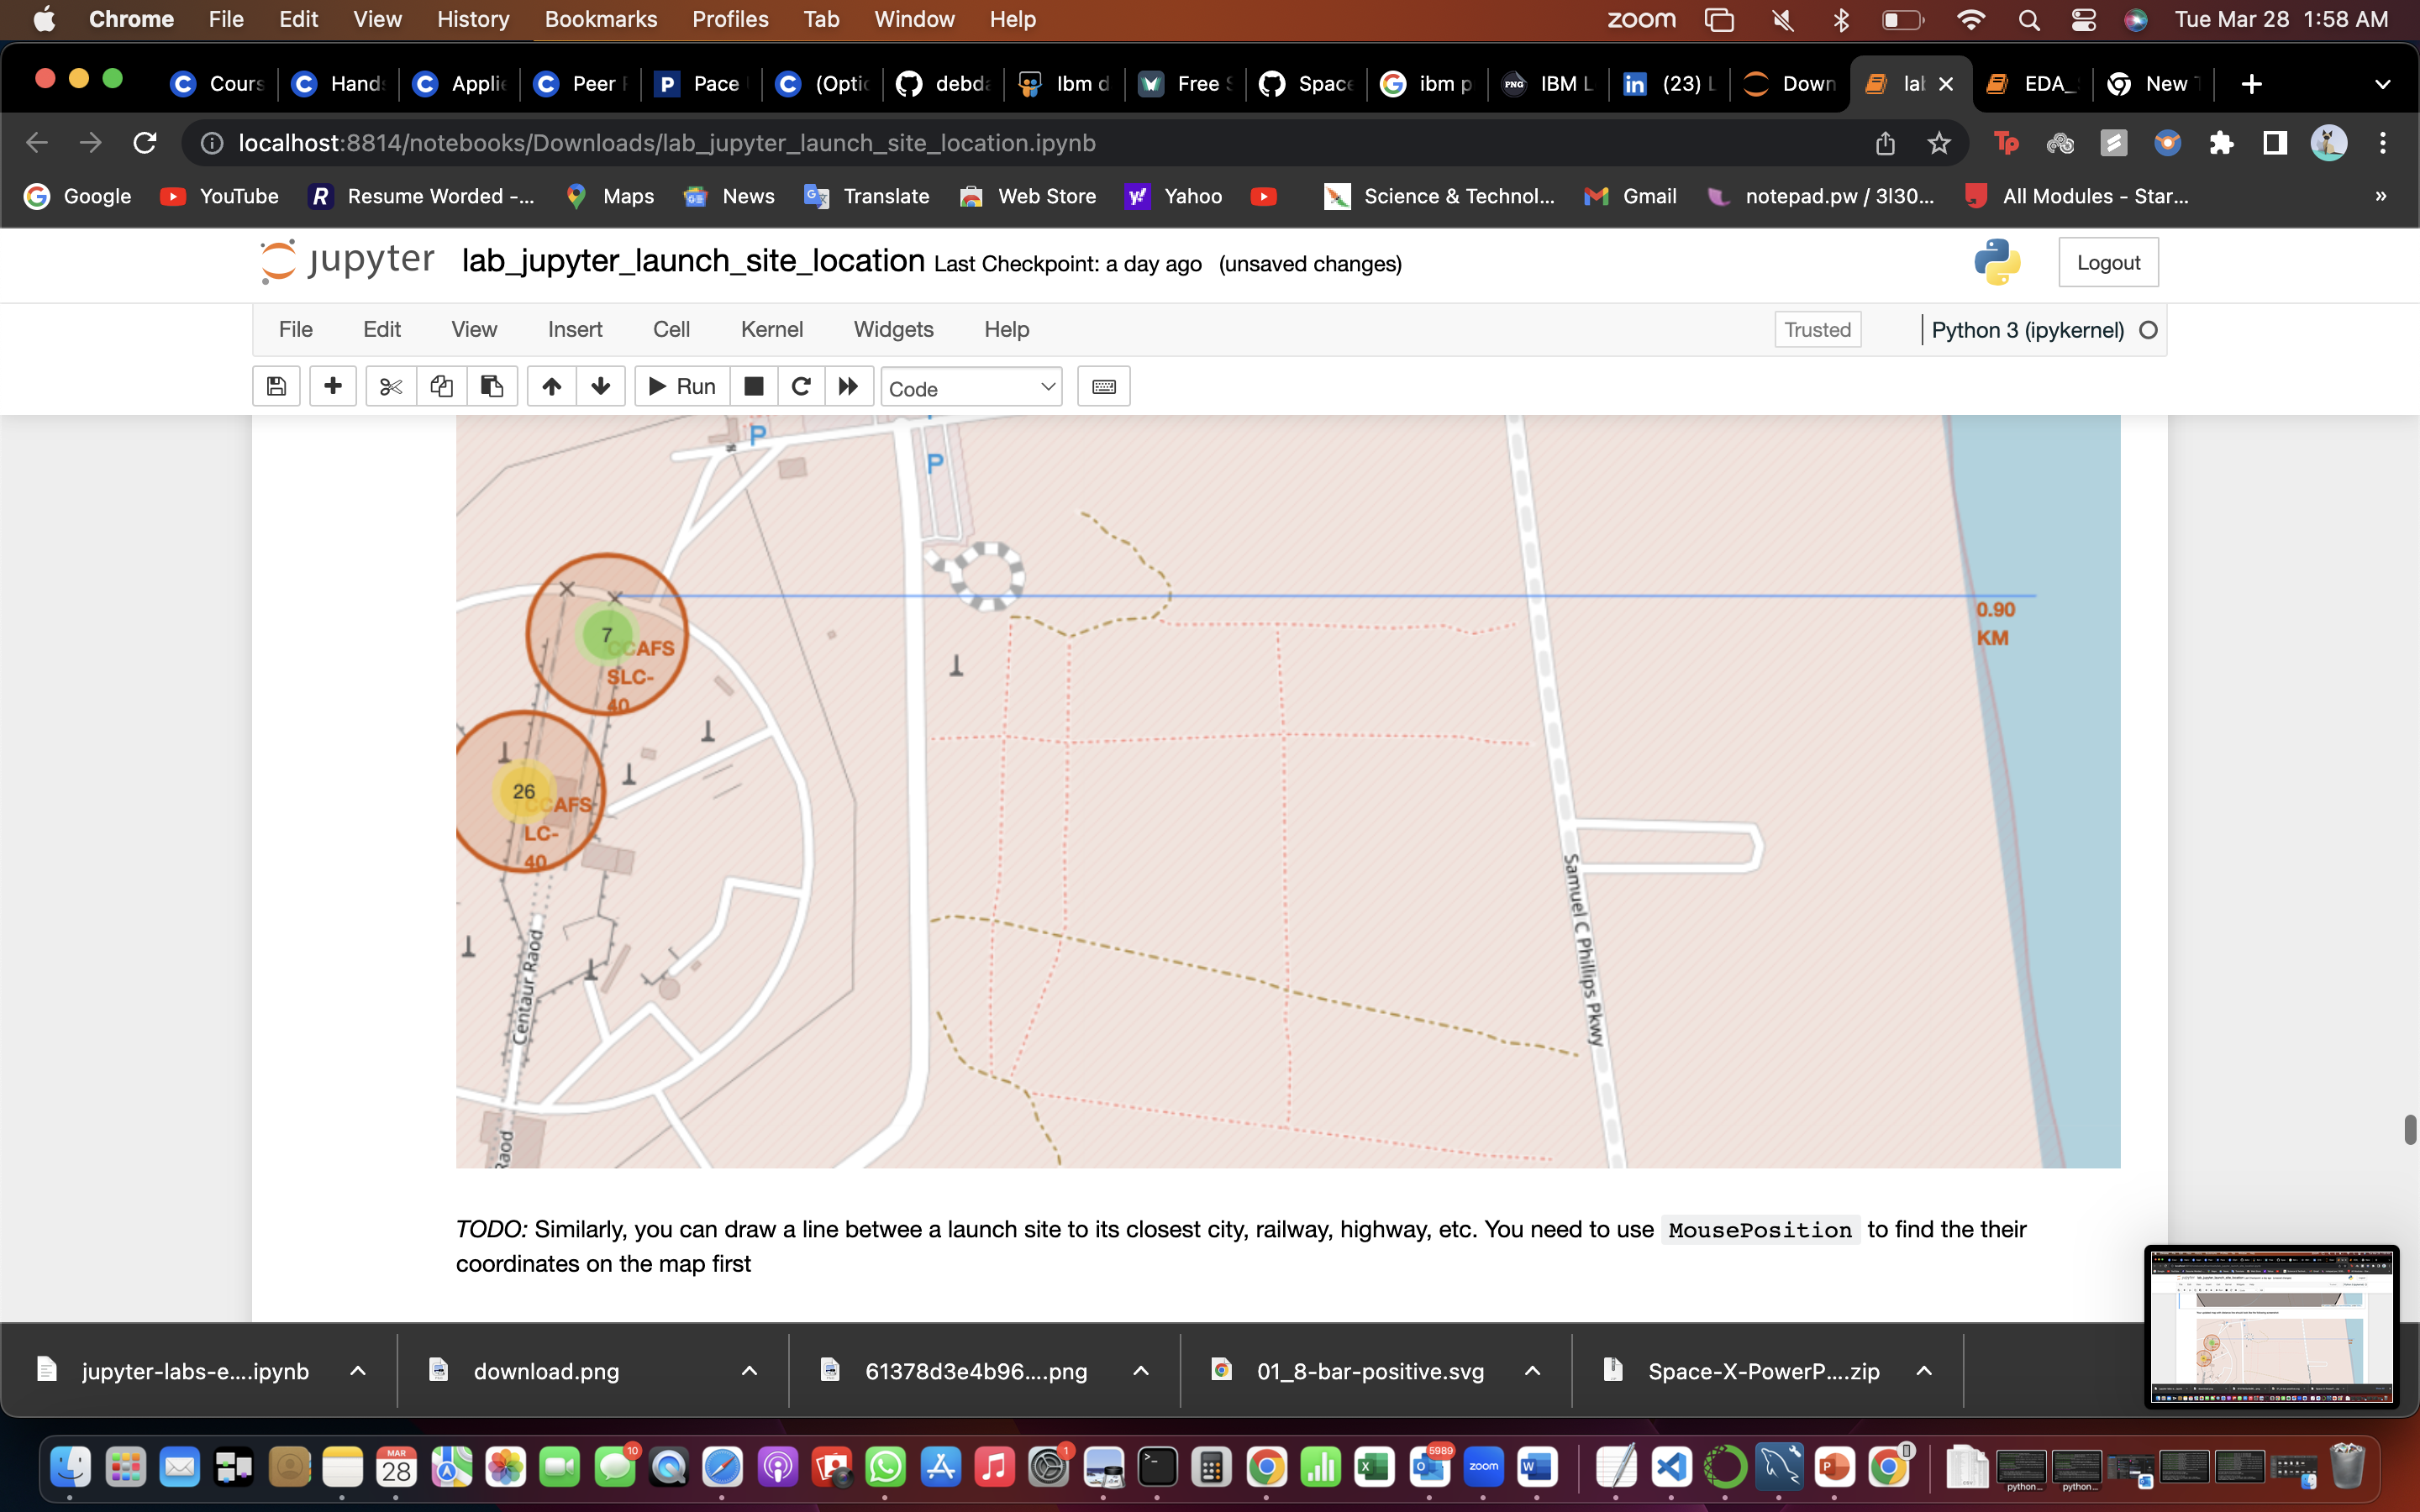 Chrome File Edit View History Bookmarks Profiles Tab Window Help zoom Tue Mar 28 1:58 AM
Cours Hand Applie Peer Pace (Optic debda Ibm d Free Space ibm p IBM L (23) L Down lab EDA_ New
localhost:8814/notebooks/Downloads/lab_jupyter_launch_site_location.ipynb
Google YouTube Resume Worded -... Maps News Translate Web Store Yahoo Science & Technol... Gmail notepad.pw / 3l30... All Modules - Star... »
jupyter lab_jupyter_launch_site_location Last Checkpoint: a day ago (unsaved changes) Logout
File Edit View Insert Cell Kernel Widgets Help Trusted Python 3 (ipykernel)
Run Code
P
P
0.90
KM
7
CCAFS
SLC-
40
26
CCAFS
LC-
40
Samuel C Phillips Pkwy
Centaur Raod
Raod
TODO: Similarly, you can draw a line betwee a launch site to its closest city, railway, highway, etc. You need to use MousePosition to find the their
coordinates on the map first
jupyter-labs-e....ipynb download.png 61378d3e4b96....png 01_8-bar-positive.svg Space-X-PowerP....zip
MAR
28
10
1
5989
zoom
python...
python...